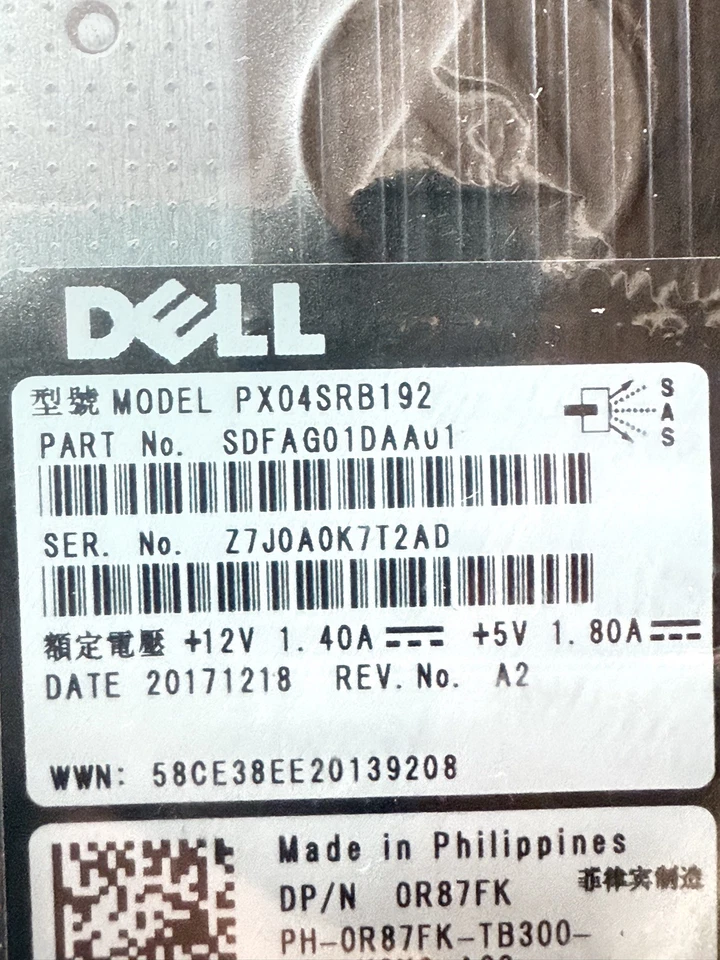 DELL
型號 MODEL PX04SRB192
S
A
S
PART No. SDFAG01DAAU1
SER. No. Z7J0A0K7T2AD
額定電壓 +12V 1.40A +5V 1.80A
DATE 20171218 REV.No. A2
WWN: 58CE38EE20139208
Made in Philippines
菲律宾制造
DP/N 0R87FK
PH-0R87FK-TB300-